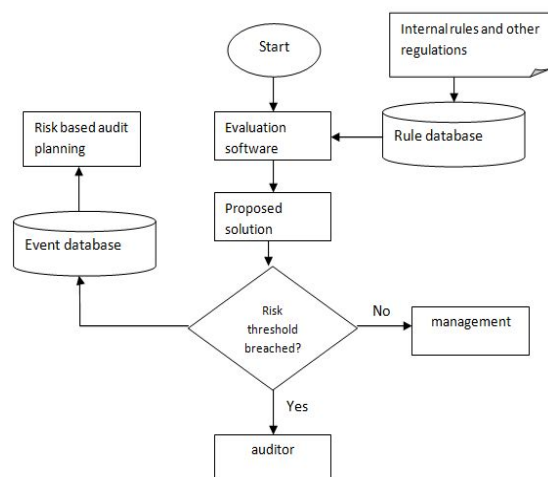 Start
Internal rules and other
regulations
Risk based audit
planning
Evaluation
software
Rule database
Proposed
solution
Event database
Risk
threshold
breached?
No
management
Yes
auditor